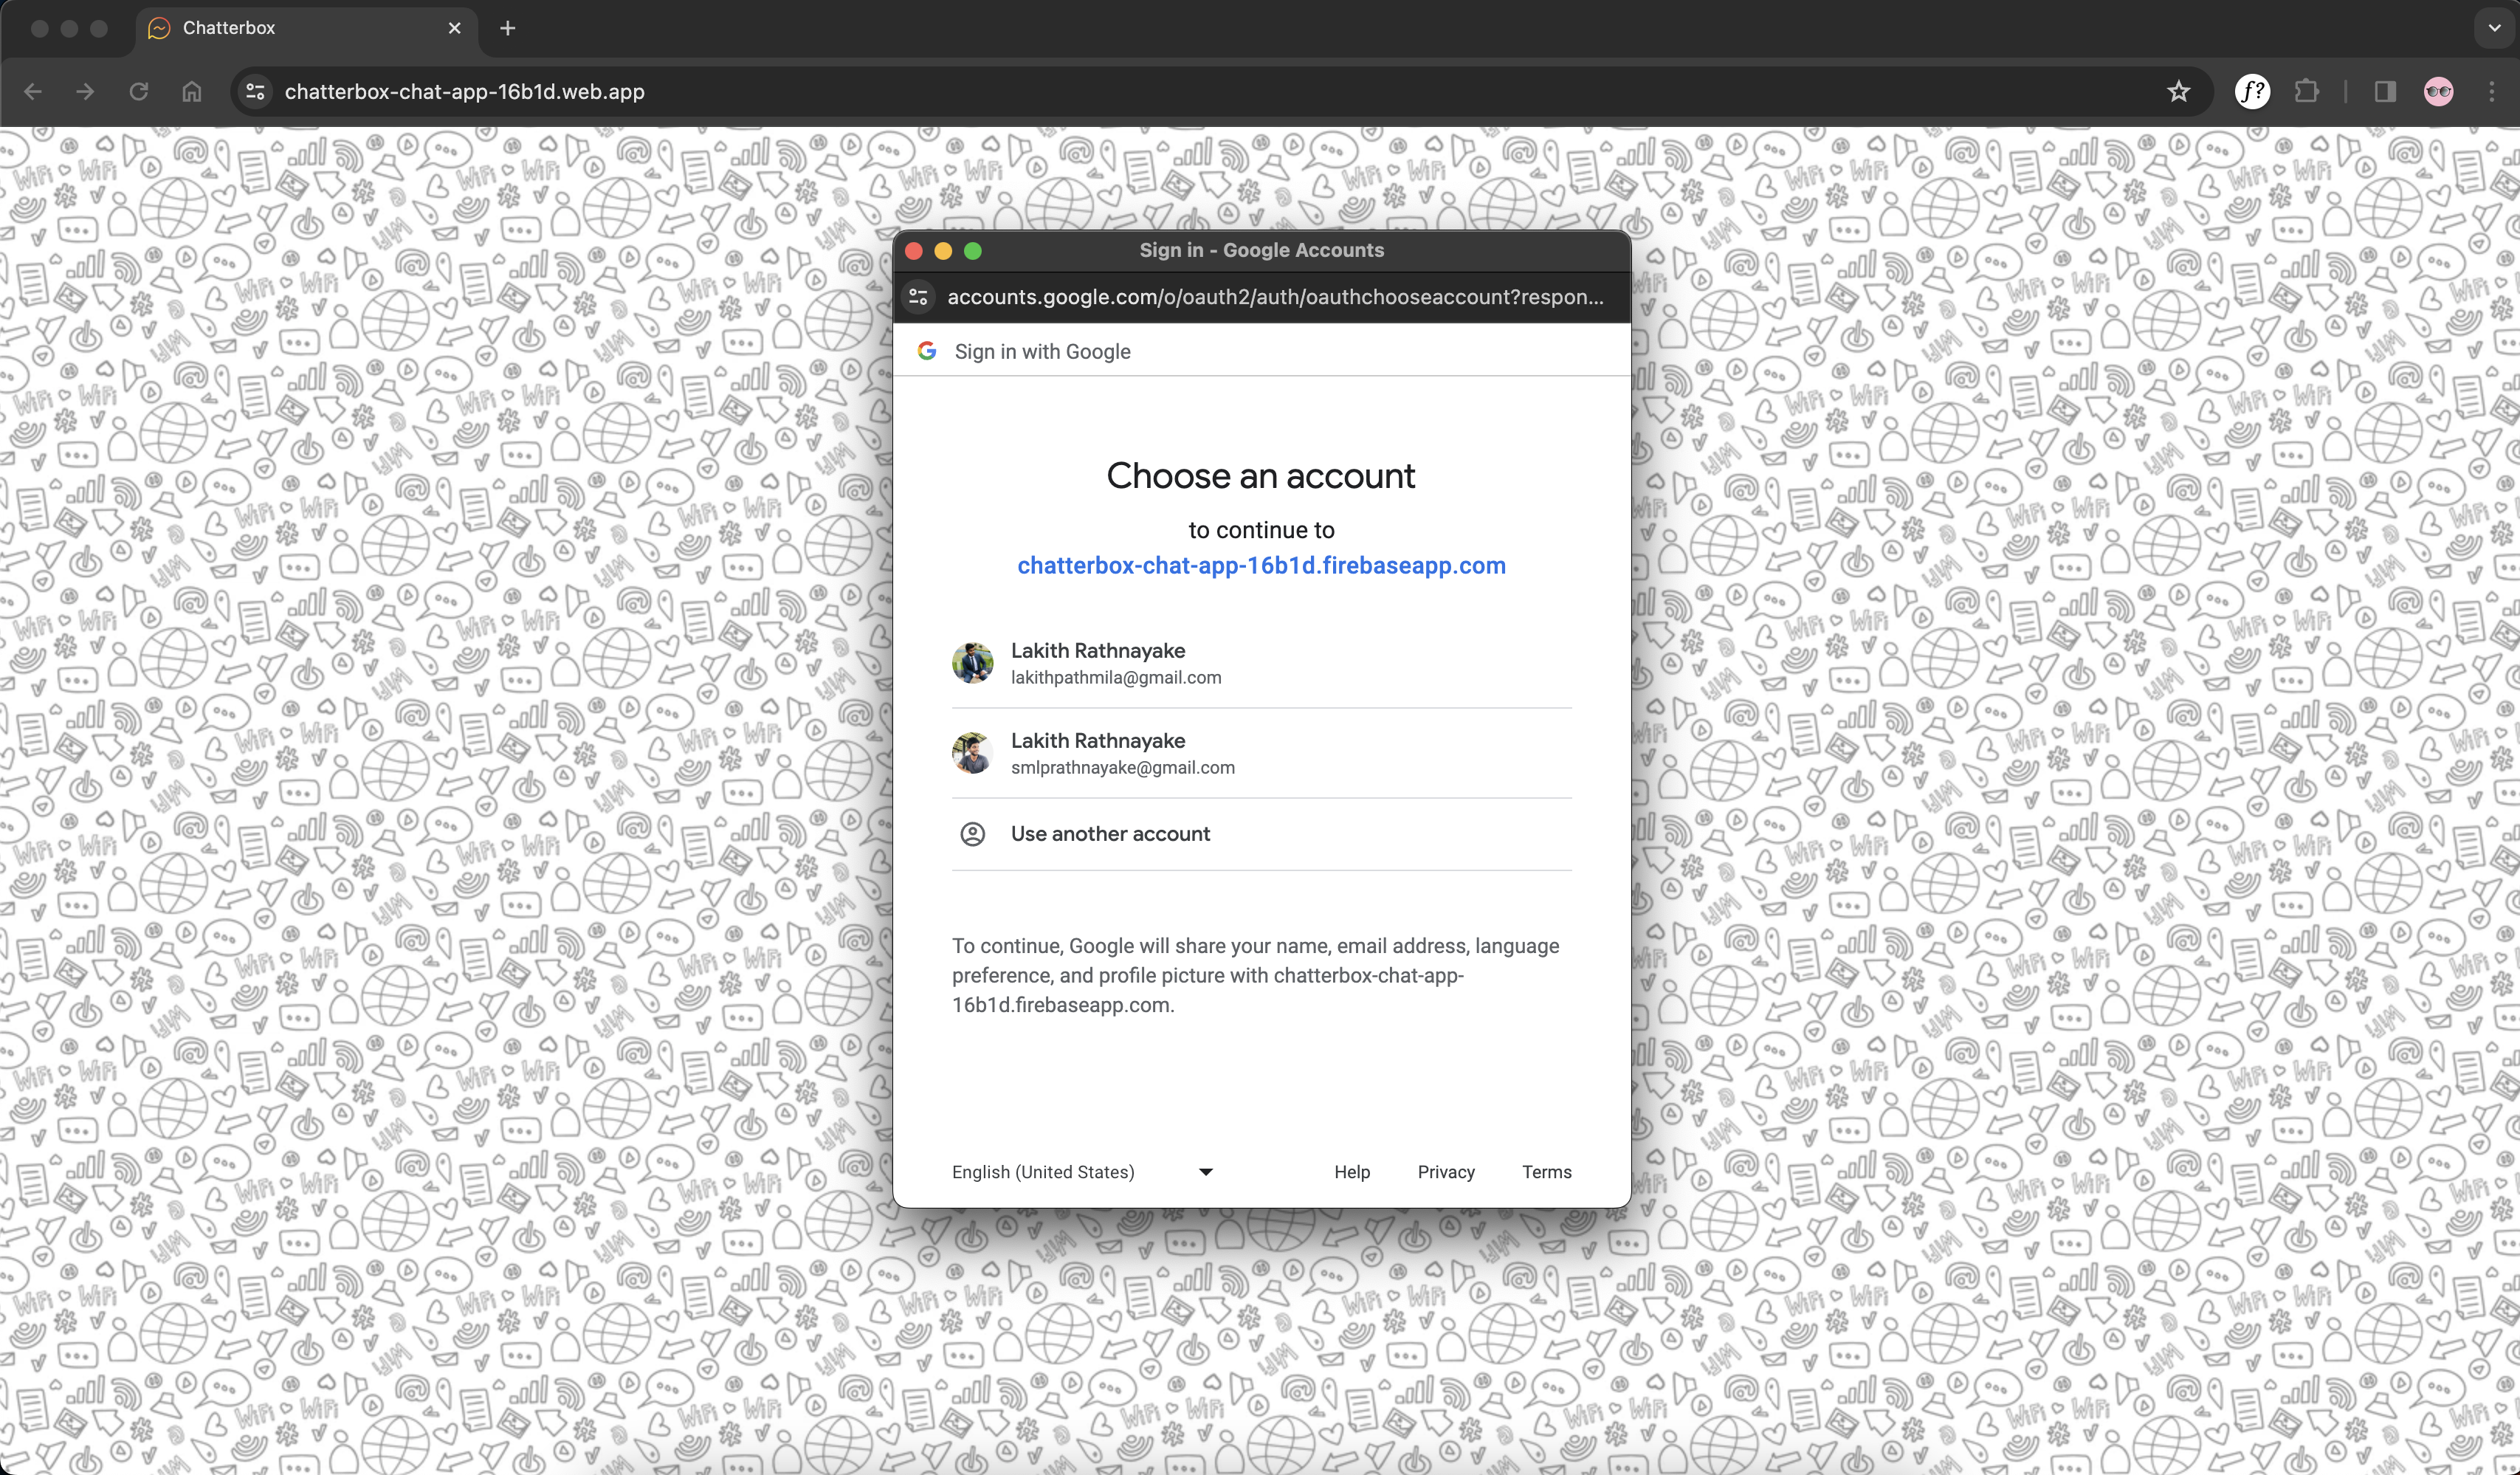 Chatterbox
chatterbox-chat-app-16b1d.web.app
f?
Sign in - Google Accounts
accounts.google.com/o/oauth2/auth/oauthchooseaccount?respon...
Sign in with Google
Choose an account
to continue to
chatterbox-chat-app-16b1d.firebaseapp.com
Lakith Rathnayake
lakithpathmila@gmail.com
Lakith Rathnayake
smlprathnayake@gmail.com
Use another account
To continue, Google will share your name, email address, language
preference, and profile picture with chatterbox-chat-app-
16b1d.firebaseapp.com.
English (United States)
Help
Privacy
Terms
WiFi